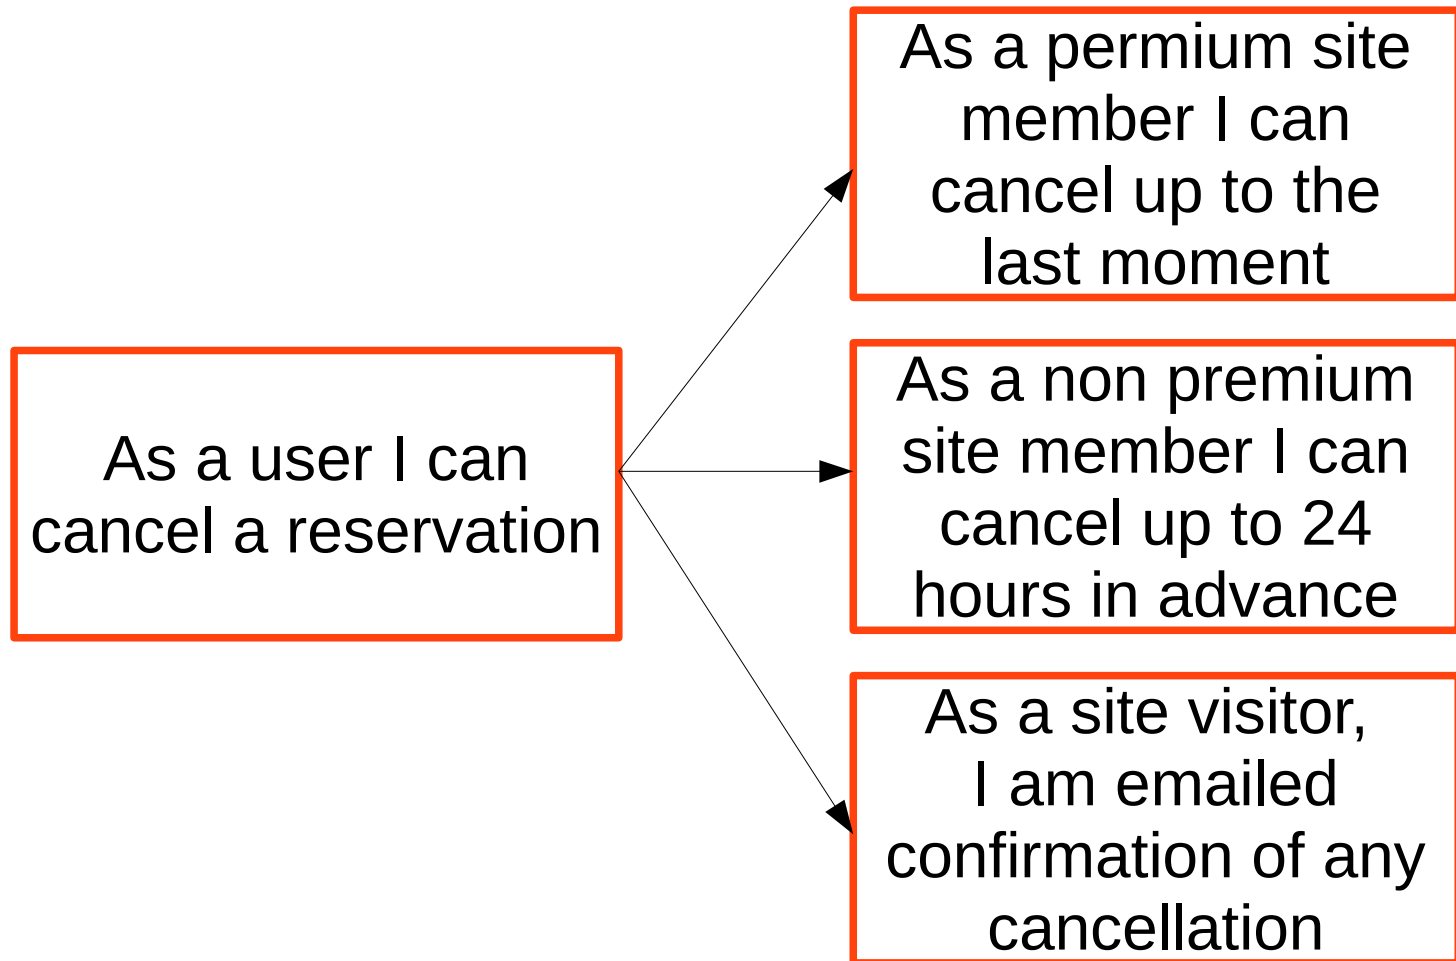 As a permium site
member I can
cancel up to the
last moment
As a user I can
cancel a reservation
As a non premium
site member I can
cancel up to 24
hours in advance
As a site visitor,
I am emailed
confirmation of any
cancellation